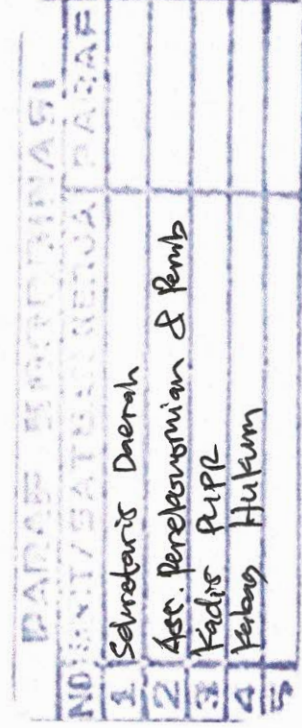 PARAF KOORDINASI
NO UNIT/SATUAN KERJA PARAF
1 Sekretaris Daerah
2 Ass. Perekonomian & Pemb
3 Kadis PUPR
4 Kabag Hukum
5